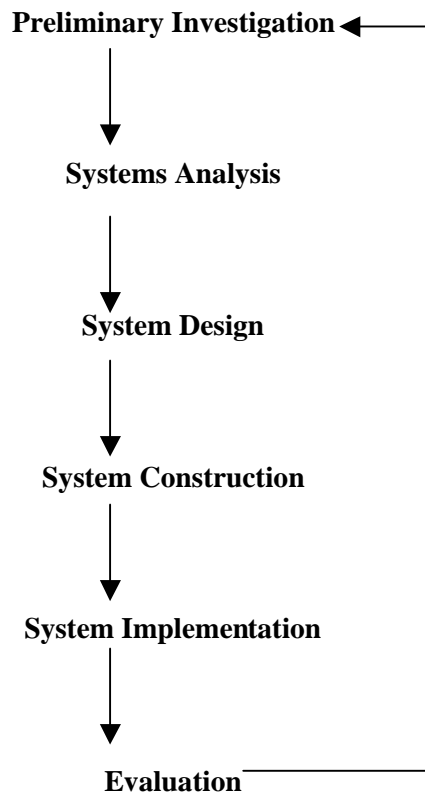 Preliminary Investigation
Systems Analysis
System Design
System Construction
System Implementation
Evaluation